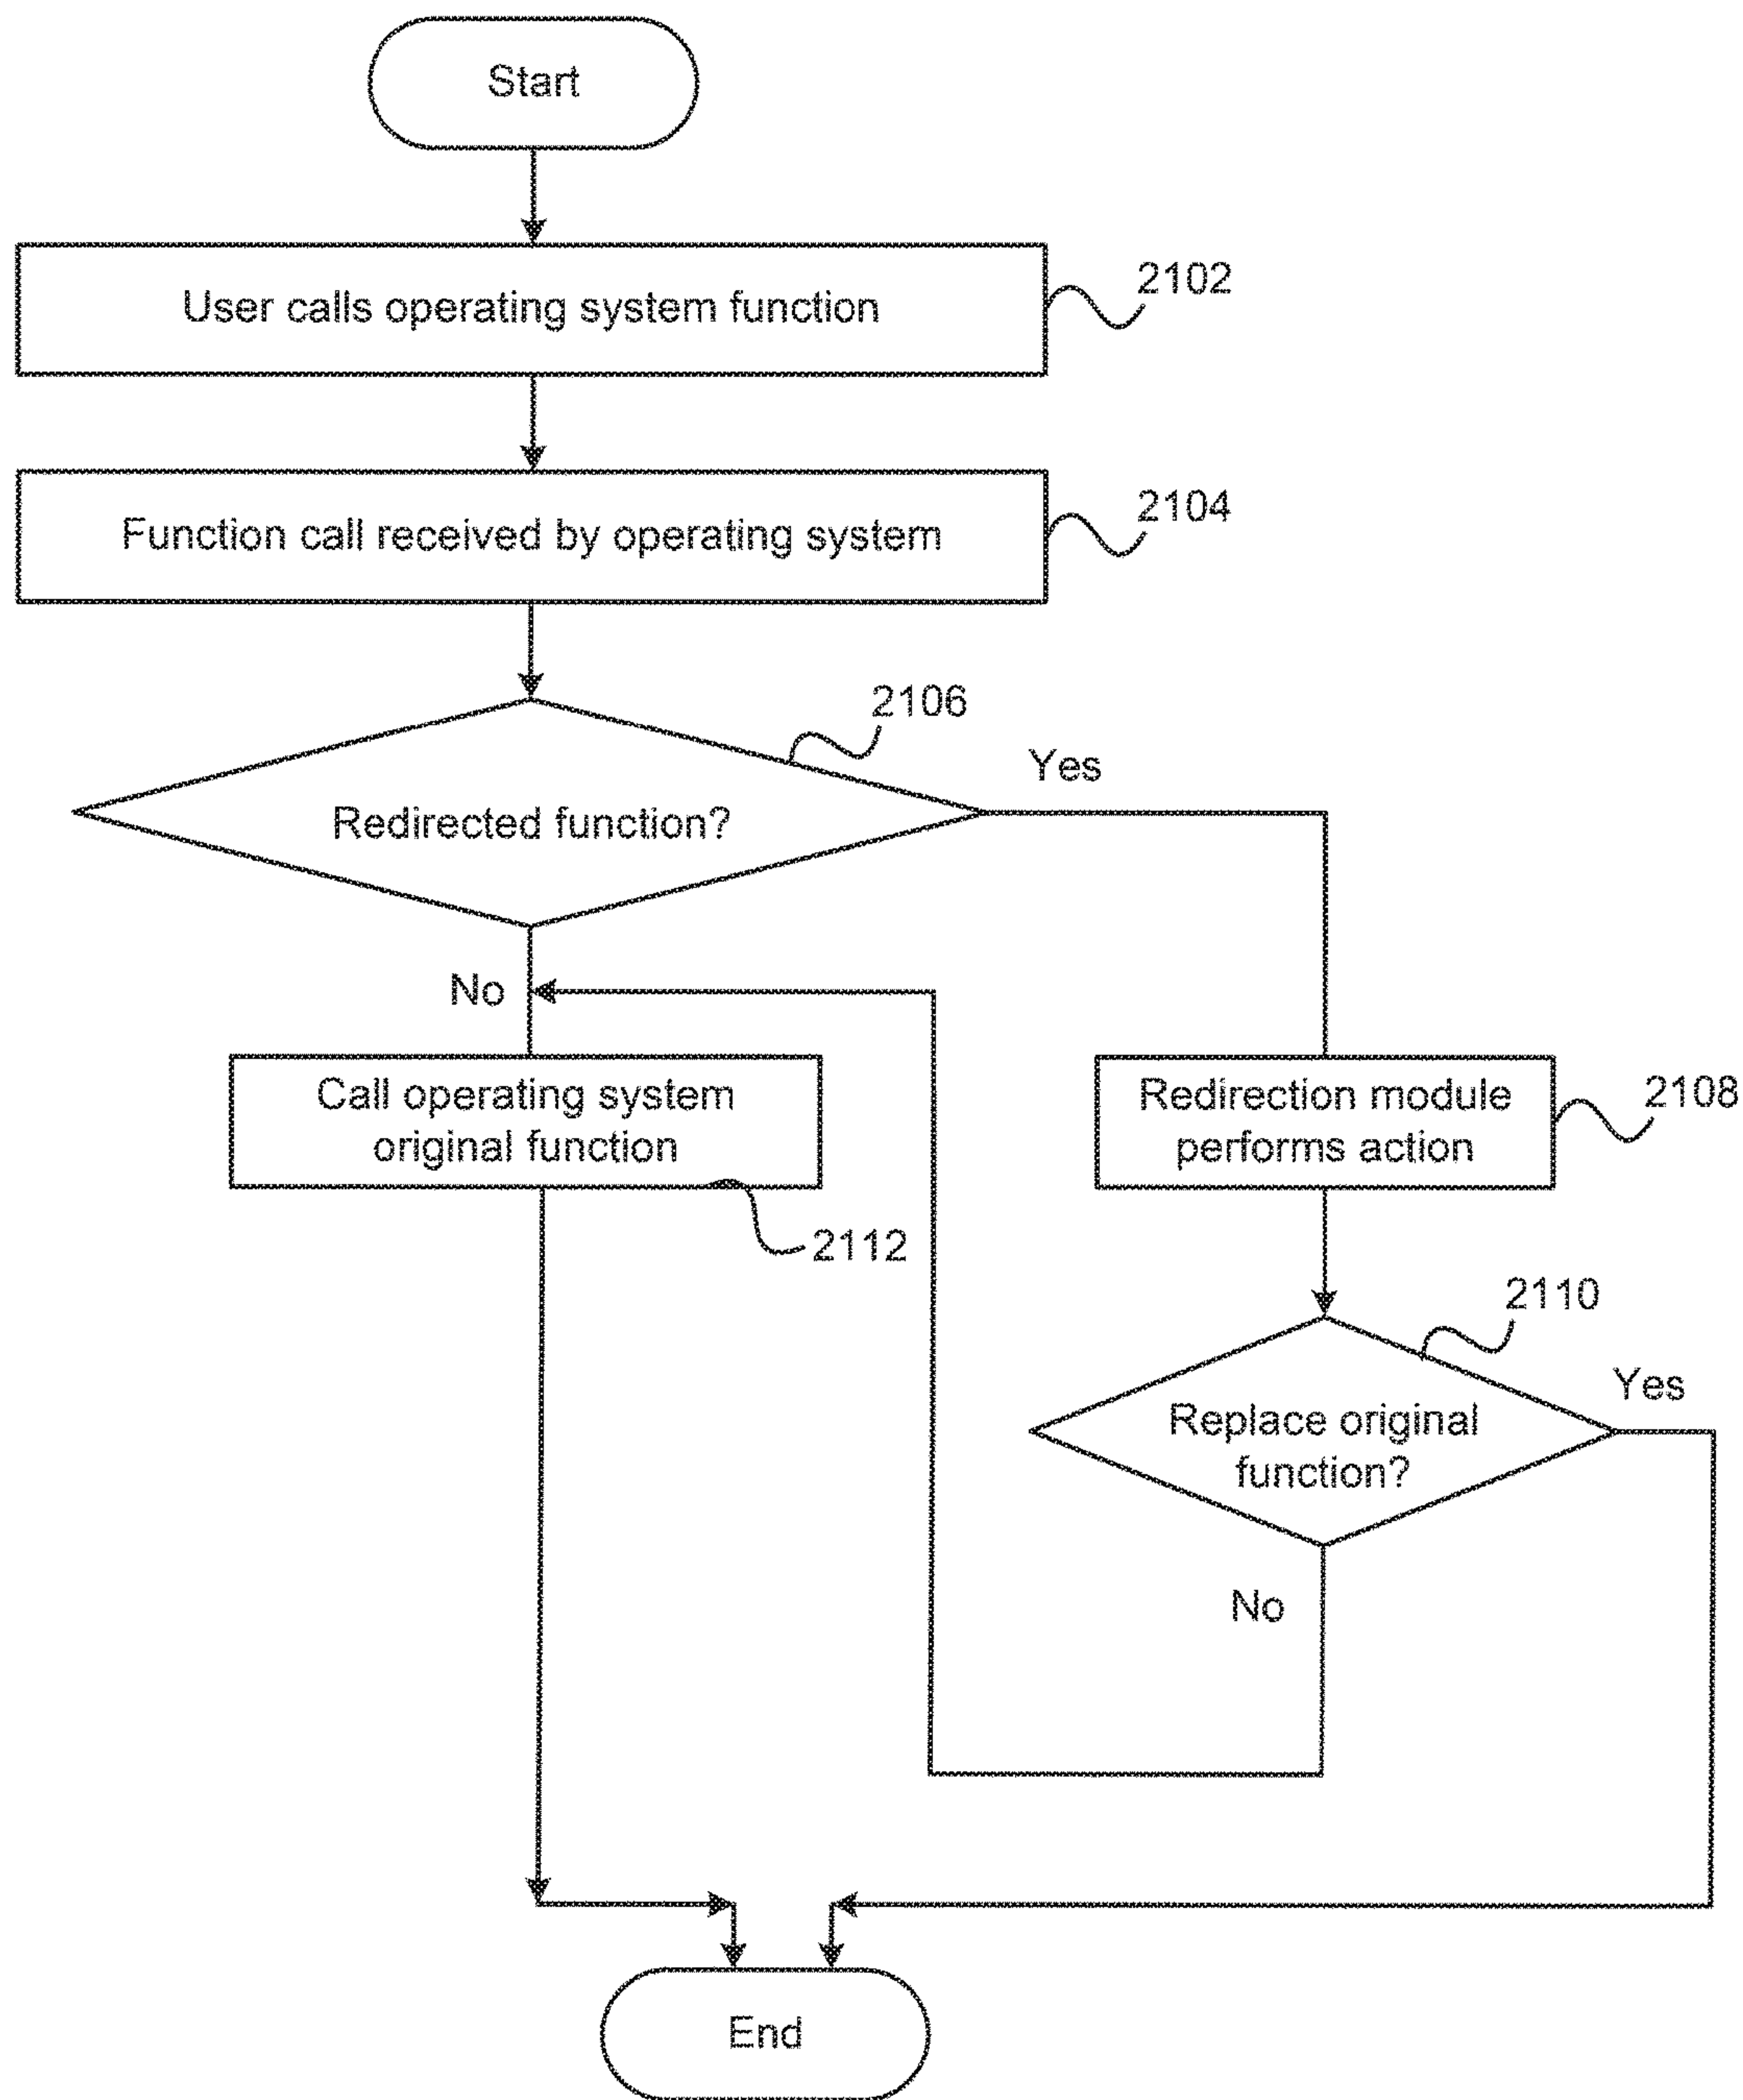 Start
User calls operating system function
2102
Function call received by operating system
2104
2106
Redirected function?
Yes
No
Call operating system
original function
2112
Redirection module
performs action
2108
2110
Replace original
function?
Yes
No
End